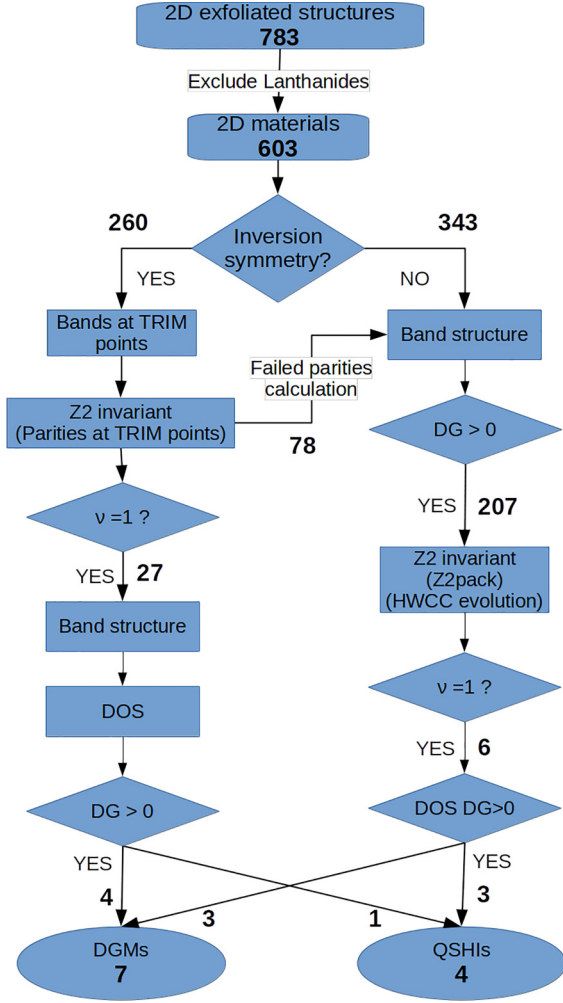 2D exfoliated structures
783
Exclude Lanthanides
2D materials
603
260
343
Inversion
symmetry?
YES
NO
Bands at TRIM
points
Band structure
Failed parities
calculation
Z2 invariant
(Parities at TRIM points)
78
DG > 0
ν =1 ?
YES 207
YES 27
Z2 invariant
(Z2pack)
(HWCC evolution)
Band structure
ν =1 ?
DOS
YES 6
DG > 0
DOS DG>0
YES
YES
4
3
1
3
DGMs
7
QSHIs
4